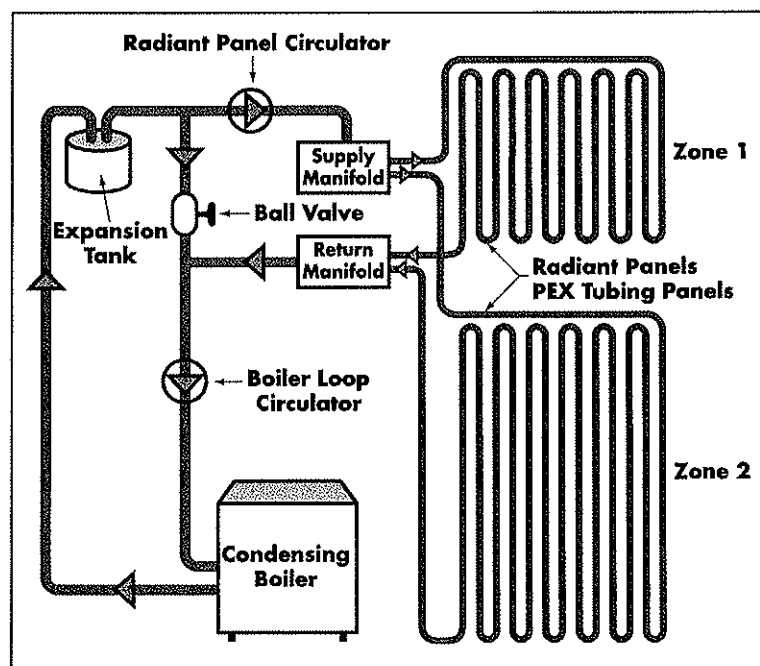 Radiant Panel Circulator
Supply
Manifold
Zone 1
Expansion
Tank
Ball Valve
Return
Manifold
Radiant Panels
PEX Tubing Panels
Boiler Loop
Circulator
Zone 2
Condensing
Boiler